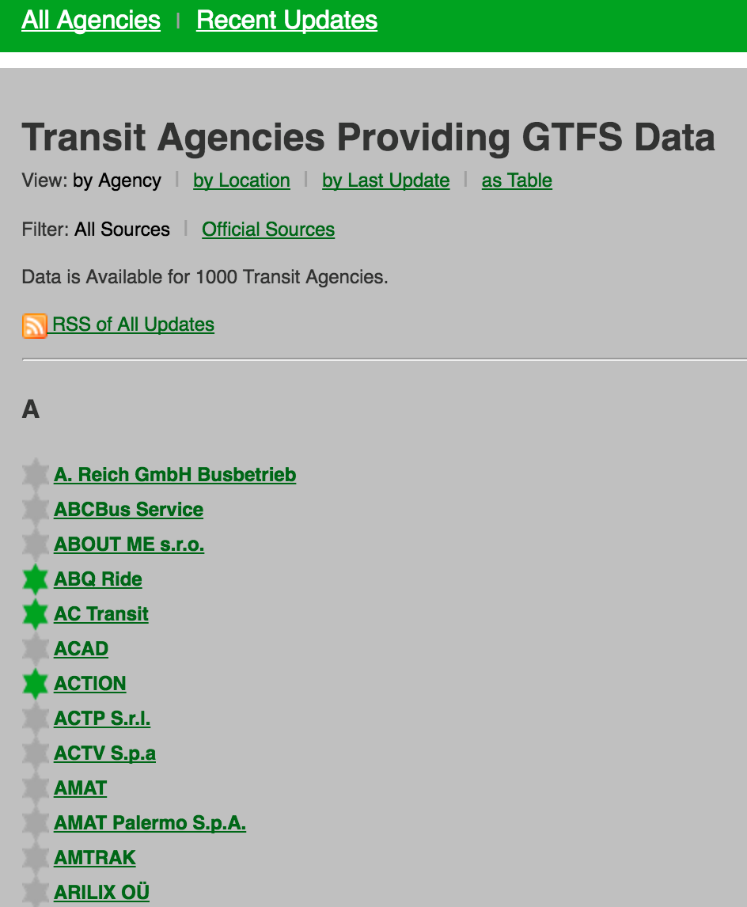 All Agencies | Recent Updates
Transit Agencies Providing GTFS Data
View: by Agency | by Location | by Last Update | as Table
Filter: All Sources | Official Sources
Data is Available for 1000 Transit Agencies.
RSS of All Updates
A
A. Reich GmbH Busbetrieb
ABCBus Service
ABOUT ME s.r.o.
ABQ Ride
AC Transit
ACAD
ACTION
ACTP S.r.l.
ACTV S.p.a
AMAT
AMAT Palermo S.p.A.
AMTRAK
ARILIX OÜ